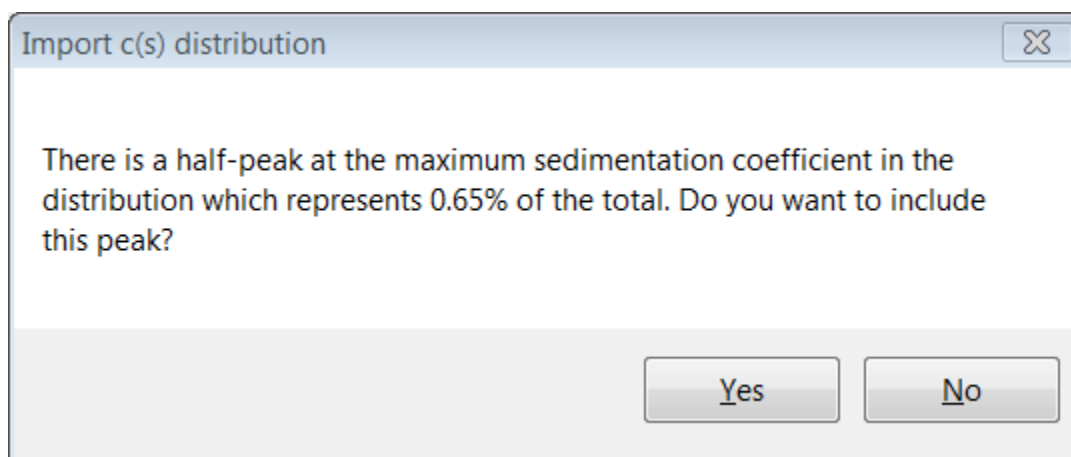 Import c(s) distribution
There is a half-peak at the maximum sedimentation coefficient in the
distribution which represents 0.65% of the total. Do you want to include
this peak?
Yes
No